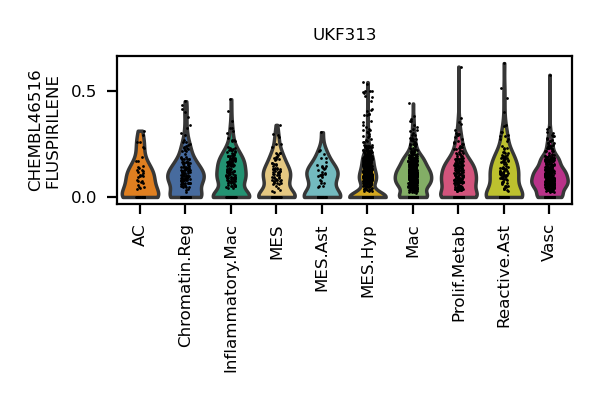 UKF313
CHEMBL46516
FLUSPIRILENE
0.5
0.0
AC
Chromatin.Reg
Inflammatory.Mac
MES
MES.Ast
MES.Hyp
Mac
Prolif.Metab
Reactive.Ast
Vasc